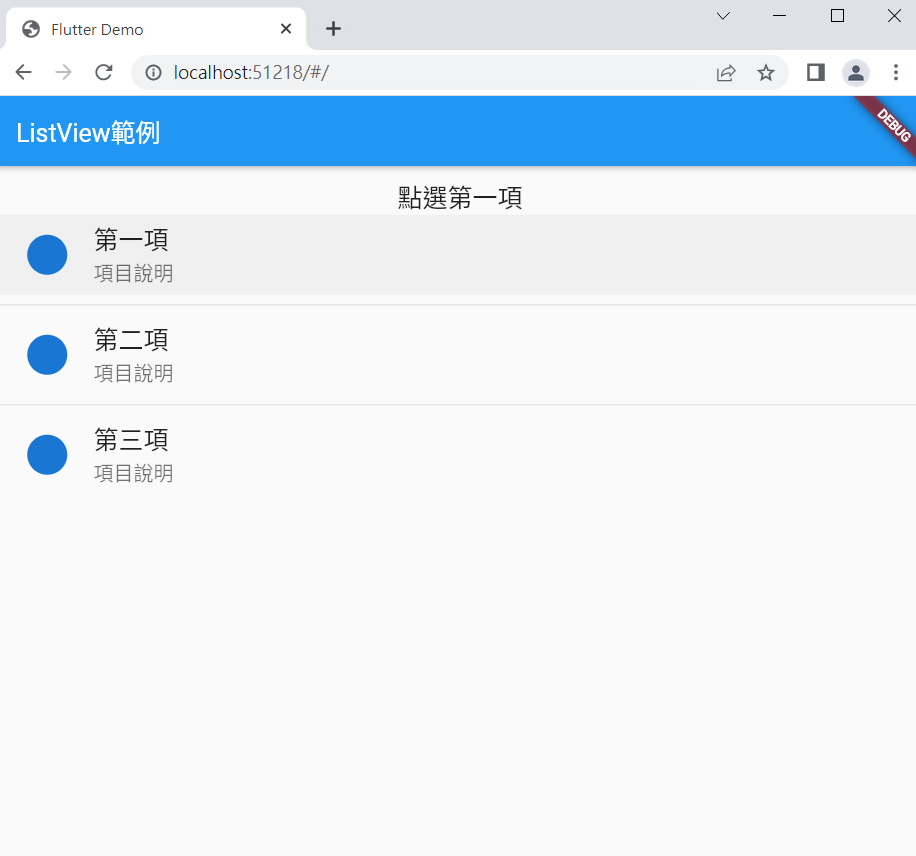 Flutter Demo
localhost:51218/#/
ListView範例
DEBUG
點選第一項
第一項
項目說明
第二項
項目說明
第三項
項目說明